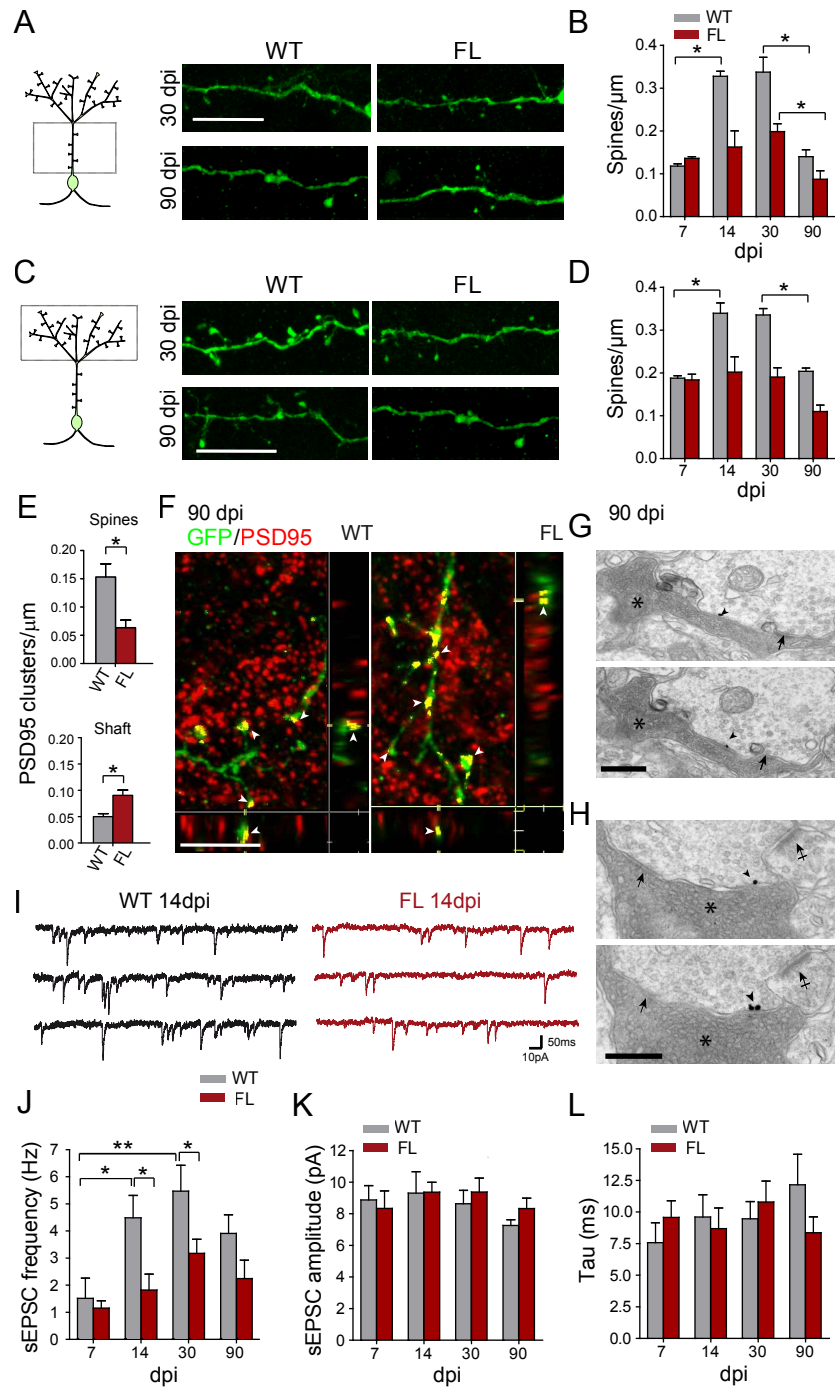 A
WT
FL
30 dpi
90 dpi
B
WT
FL
Spines/µm
0.4
0.3
0.2
0.1
0.0
*
*
*
7 14 30 90
dpi
C
WT
FL
30 dpi
90 dpi
D
Spines/µm
0.4
0.3
0.2
0.1
0.0
*
*
7 14 30 90
dpi
E
PSD95 clusters/µm
Spines
0.20
0.15
0.10
0.05
0.00
*
WT FL
Shaft
0.20
0.15
0.10
0.05
0.00
*
WT FL
F
90 dpi
GFP/PSD95
WT
FL
G
90 dpi
*
*
H
*
*
I
WT 14dpi
FL 14dpi
50ms
10pA
J
WT
FL
sEPSC frequency (Hz)
7
6
5
4
3
2
1
0
**
*
*
*
7 14 30 90
dpi
K
WT
FL
sEPSC amplitude (pA)
14
12
10
8
6
4
2
0
7 14 30 90
dpi
L
WT
FL
Tau (ms)
15.0
12.5
10.0
7.5
5.0
2.5
0.0
7 14 30 90
dpi